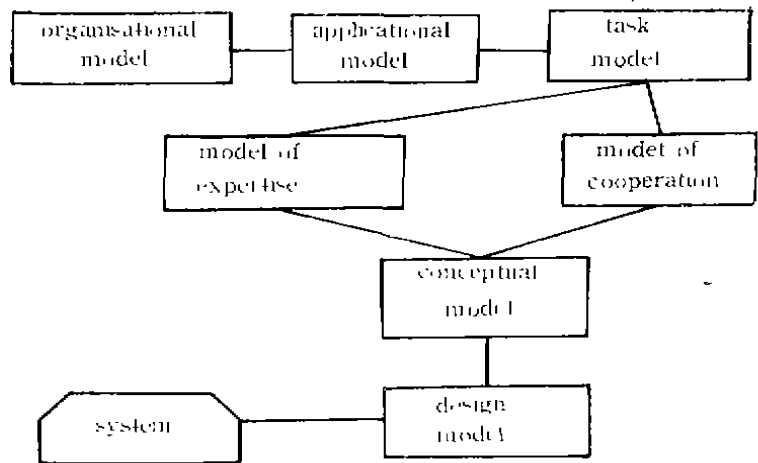 organisational
model
applicational
model
task
model
model of
expertise
model of
cooperation
conceptual
model
design
model
system